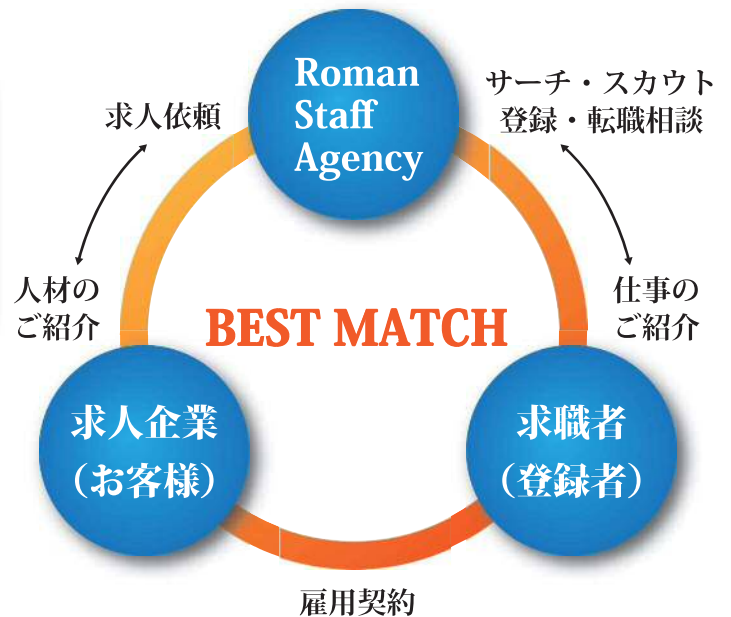 Roman
Staff
Agency
求人依頼
サーチ・スカウト
登録・転職相談
人材の
ご紹介
仕事の
ご紹介
BEST MATCH
求人企業
（お客様）
求職者
（登録者）
雇用契約